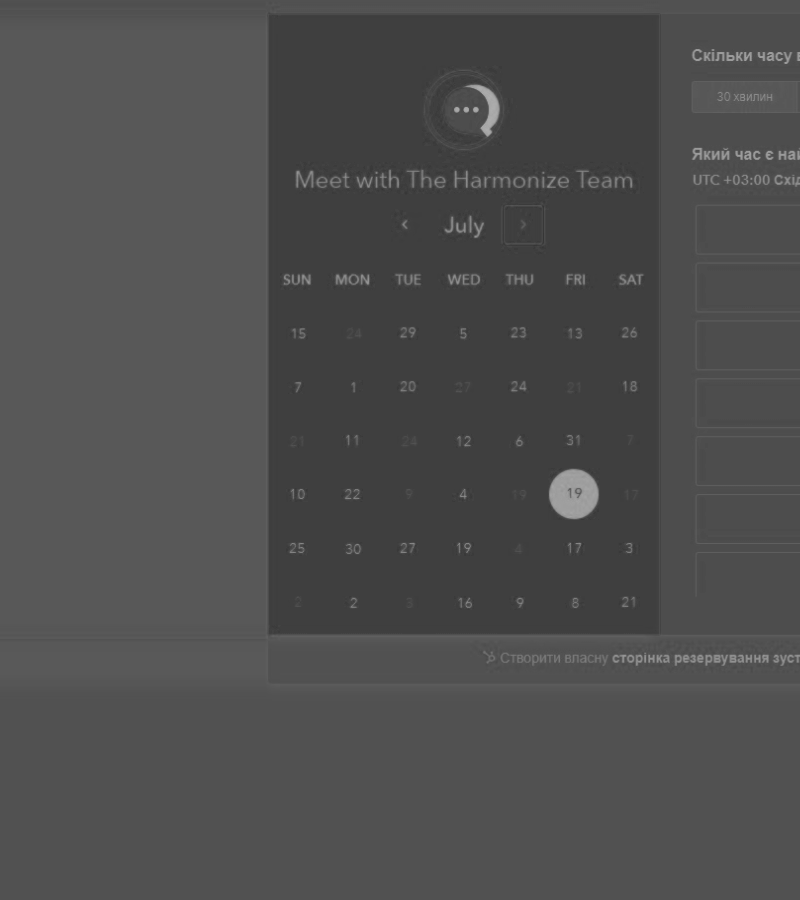 Meet with The Harmonize Team
July
SUN MON TUE WED THU FRI SAT
15 24 29 5 23 13 26
7 1 20 27 24 21 18
21 11 24 12 6 31 7
10 22 9 4 19 19 17
25 30 27 19 4 17 3
2 2 3 16 9 8 21
Скільки часу в
30 хвилин
Який час є най
UTC +03:00 Схід
Створити власну сторінка резервування зуст